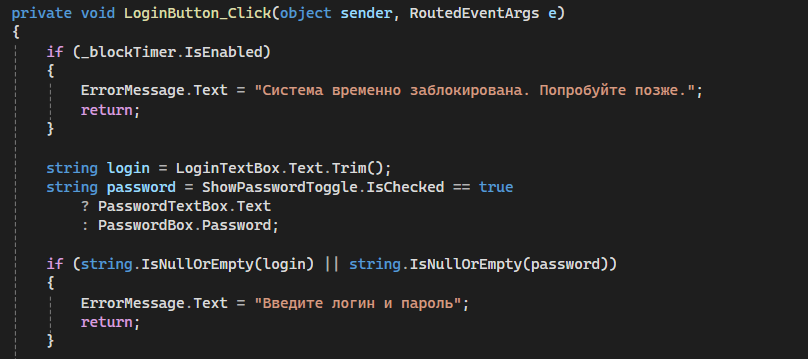 private void LoginButton_Click(object sender, RoutedEventArgs e)
{
if (_blockTimer.IsEnabled)
{
ErrorMessage.Text = "Система временно заблокирована. Попробуйте позже.";
return;
}
string login = LoginTextBox.Text.Trim();
string password = ShowPasswordToggle.IsChecked == true
? PasswordTextBox.Text
: PasswordBox.Password;
if (string.IsNullOrEmpty(login) || string.IsNullOrEmpty(password))
{
ErrorMessage.Text = "Введите логин и пароль";
return;
}